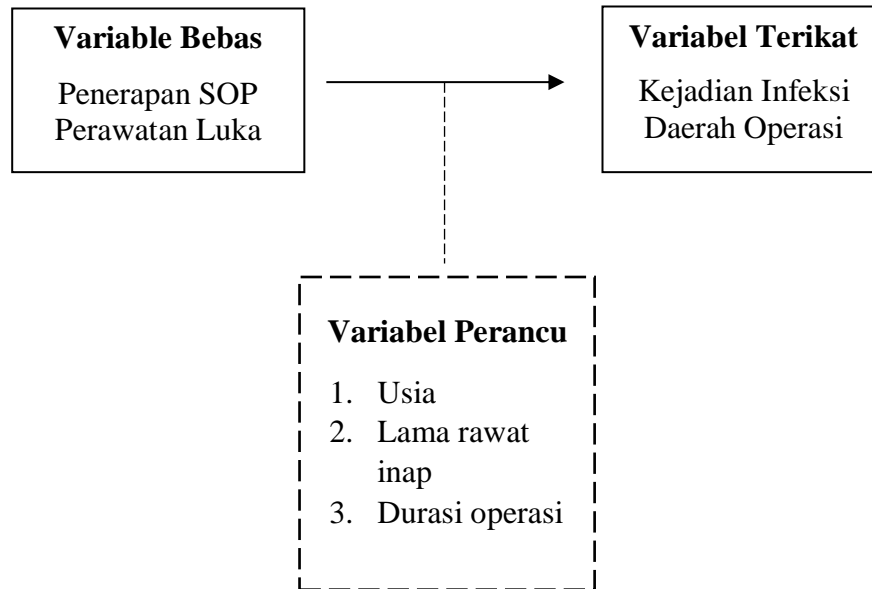 Variable Bebas
Penerapan SOP
Perawatan Luka
Variabel Terikat
Kejadian Infeksi
Daerah Operasi
Variabel Perancu
1. Usia
2. Lama rawat
inap
3. Durasi operasi